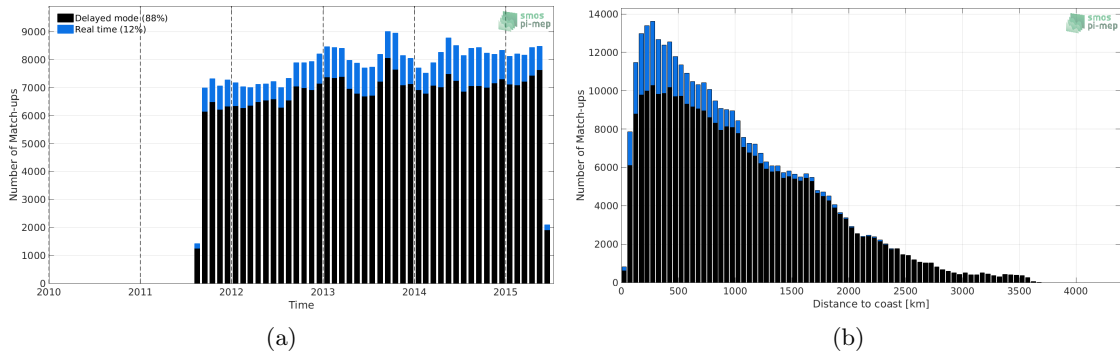 Delayed mode (88%)
Real time (12%)
smos
pi-mep
9000
8000
7000
6000
5000
4000
3000
2000
1000
0
Number of Match-ups
2010
2011
2012
2013
2014
2015
Time
(a)
smos
pi-mep
14000
12000
10000
8000
6000
4000
2000
0
Number of Match-ups
0
500
1000
1500
2000
2500
3000
3500
4000
Distance to coast [km]
(b)